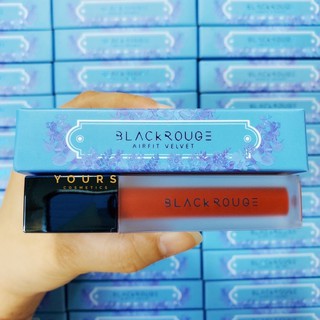 BLACKROUGE
AIRFIT VELVET
YOURS
COSMETICS
BLACKROUGE